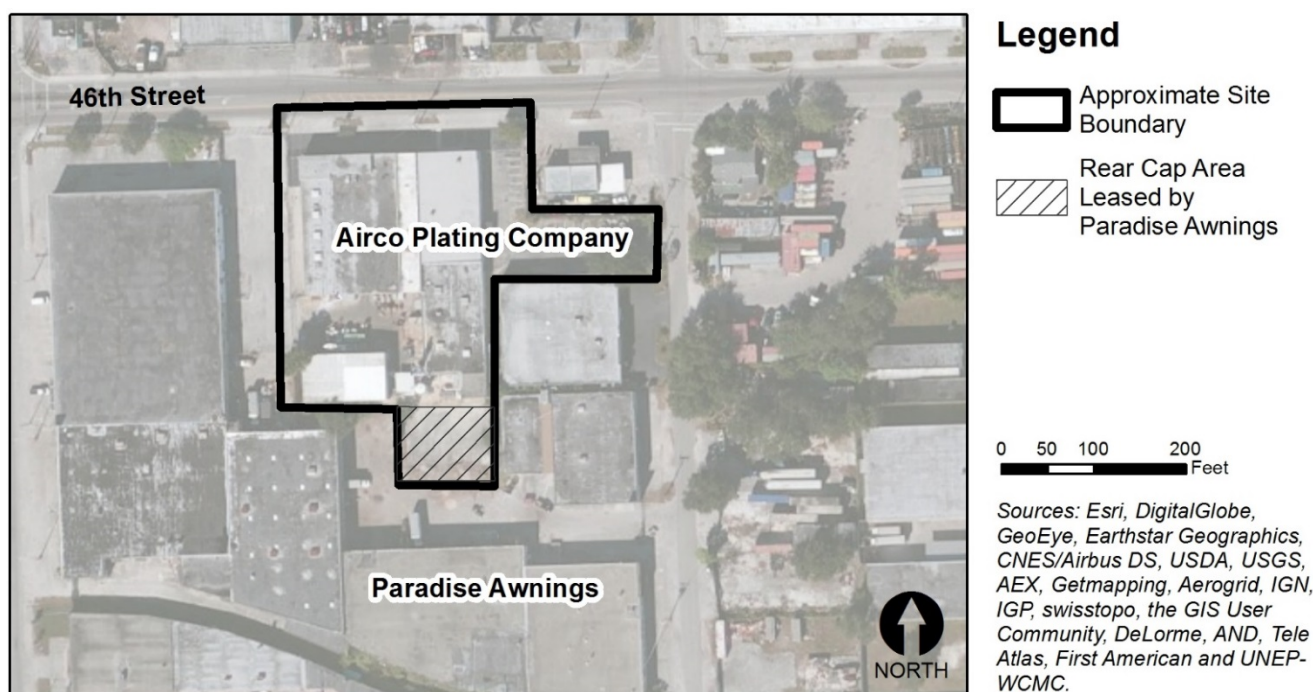 46th Street
Airco Plating Company
Paradise Awnings
NORTH
Legend
Approximate Site
Boundary
Rear Cap Area
Leased by
Paradise Awnings
0 50 100 200
Feet
Sources: Esri, DigitalGlobe,
GeoEye, Earthstar Geographics,
CNES/Airbus DS, USDA, USGS,
AEX, Getmapping, Aerogrid, IGN,
IGP, swisstopo, the GIS User
Community, DeLorme, AND, Tele
Atlas, First American and UNEP-
WCMC.